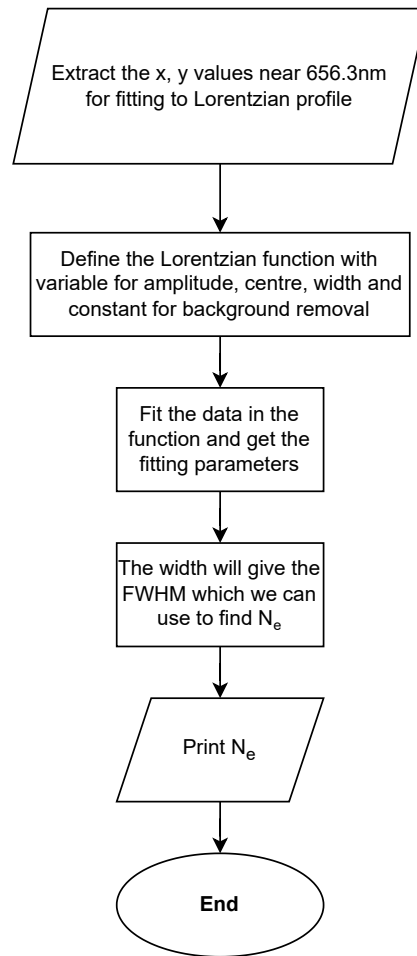 Extract the x, y values near 656.3nm
for fitting to Lorentzian profile
Define the Lorentzian function with
variable for amplitude, centre, width and
constant for background removal
Fit the data in the
function and get the
fitting parameters
The width will give the
FWHM which we can
use to find Nₑ
Print Nₑ
End